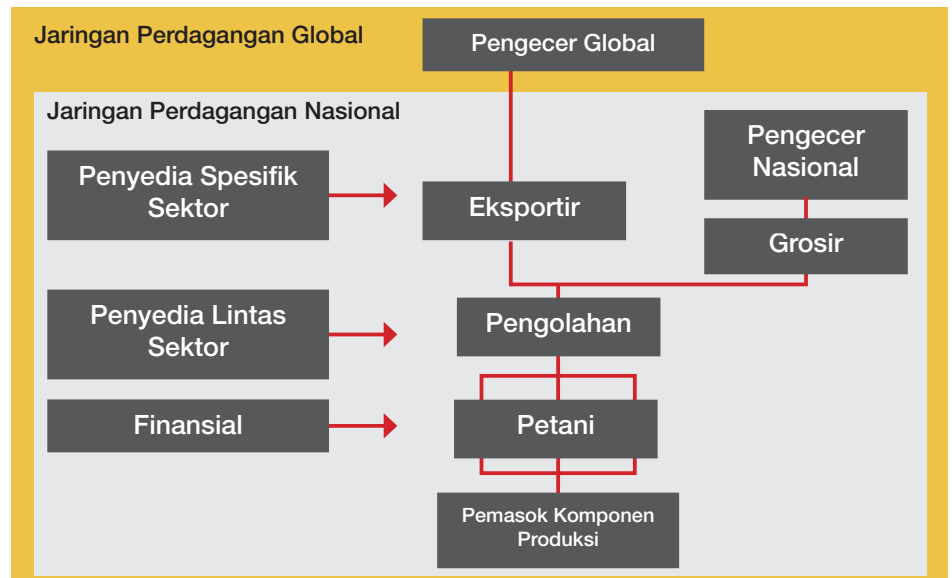 Jaringan Perdagangan Global
Pengecer Global
Jaringan Perdagangan Nasional
Pengecer
Nasional
Penyedia Spesifik
Sektor
Eksportir
Grosir
Penyedia Lintas
Sektor
Pengolahan
Finansial
Petani
Pemasok Komponen
Produksi